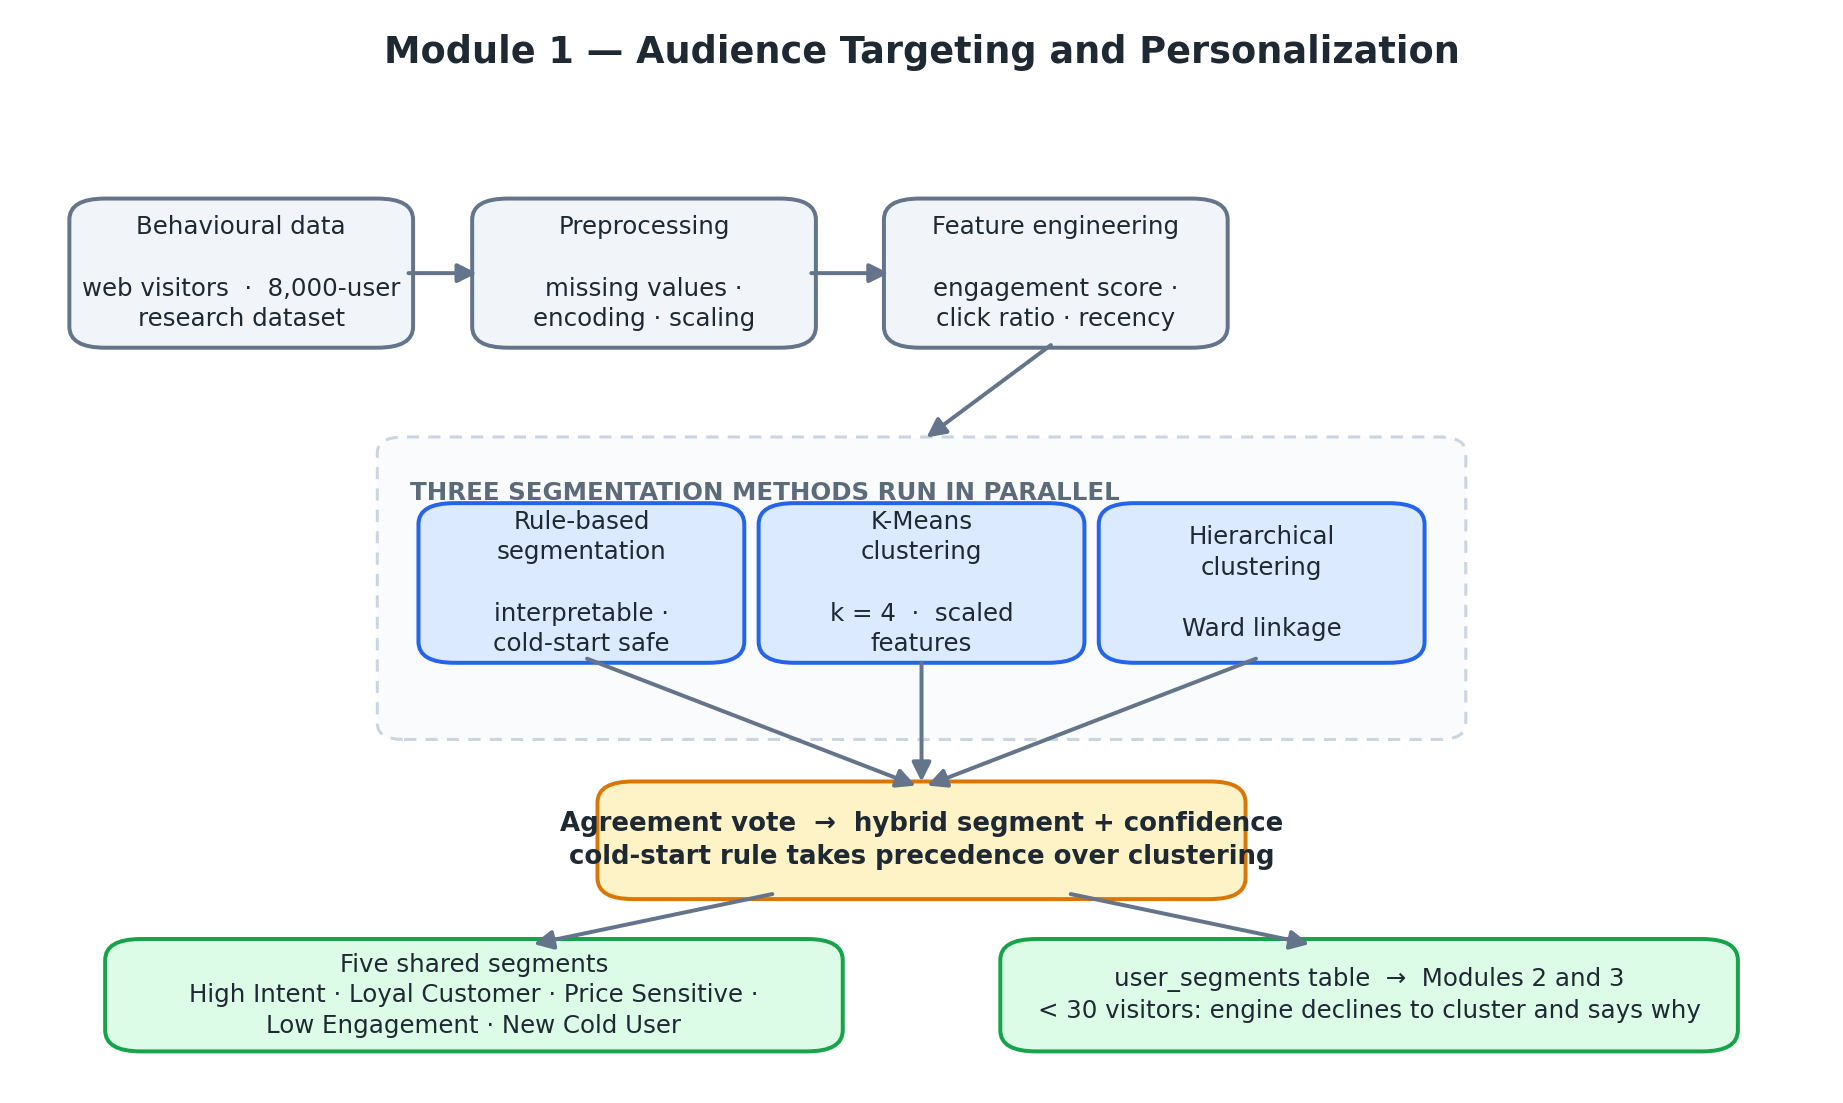 Module 1 — Audience Targeting and Personalization
Behavioural data
web visitors · 8,000-user
research dataset
Preprocessing
missing values ·
encoding · scaling
Feature engineering
engagement score ·
click ratio · recency
THREE SEGMENTATION METHODS RUN IN PARALLEL
Rule-based
segmentation
interpretable ·
cold-start safe
K-Means
clustering
k = 4 · scaled
features
Hierarchical
clustering
Ward linkage
Agreement vote → hybrid segment + confidence
cold-start rule takes precedence over clustering
Five shared segments
High Intent · Loyal Customer · Price Sensitive ·
Low Engagement · New Cold User
user_segments table → Modules 2 and 3
< 30 visitors: engine declines to cluster and says why